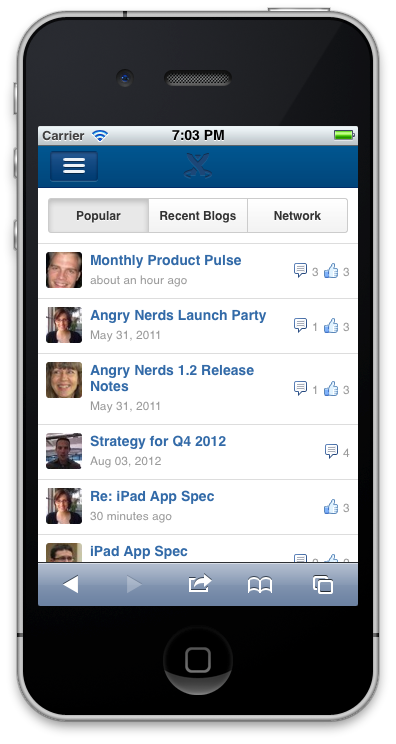 Carrier 7:03 PM
Popular Recent Blogs Network
Monthly Product Pulse
about an hour ago 3 3
Angry Nerds Launch Party
May 31, 2011 1 3
Angry Nerds 1.2 Release
Notes
May 31, 2011 1 3
Strategy for Q4 2012
Aug 03, 2012 4
Re: iPad App Spec
30 minutes ago 3
iPad App Spec